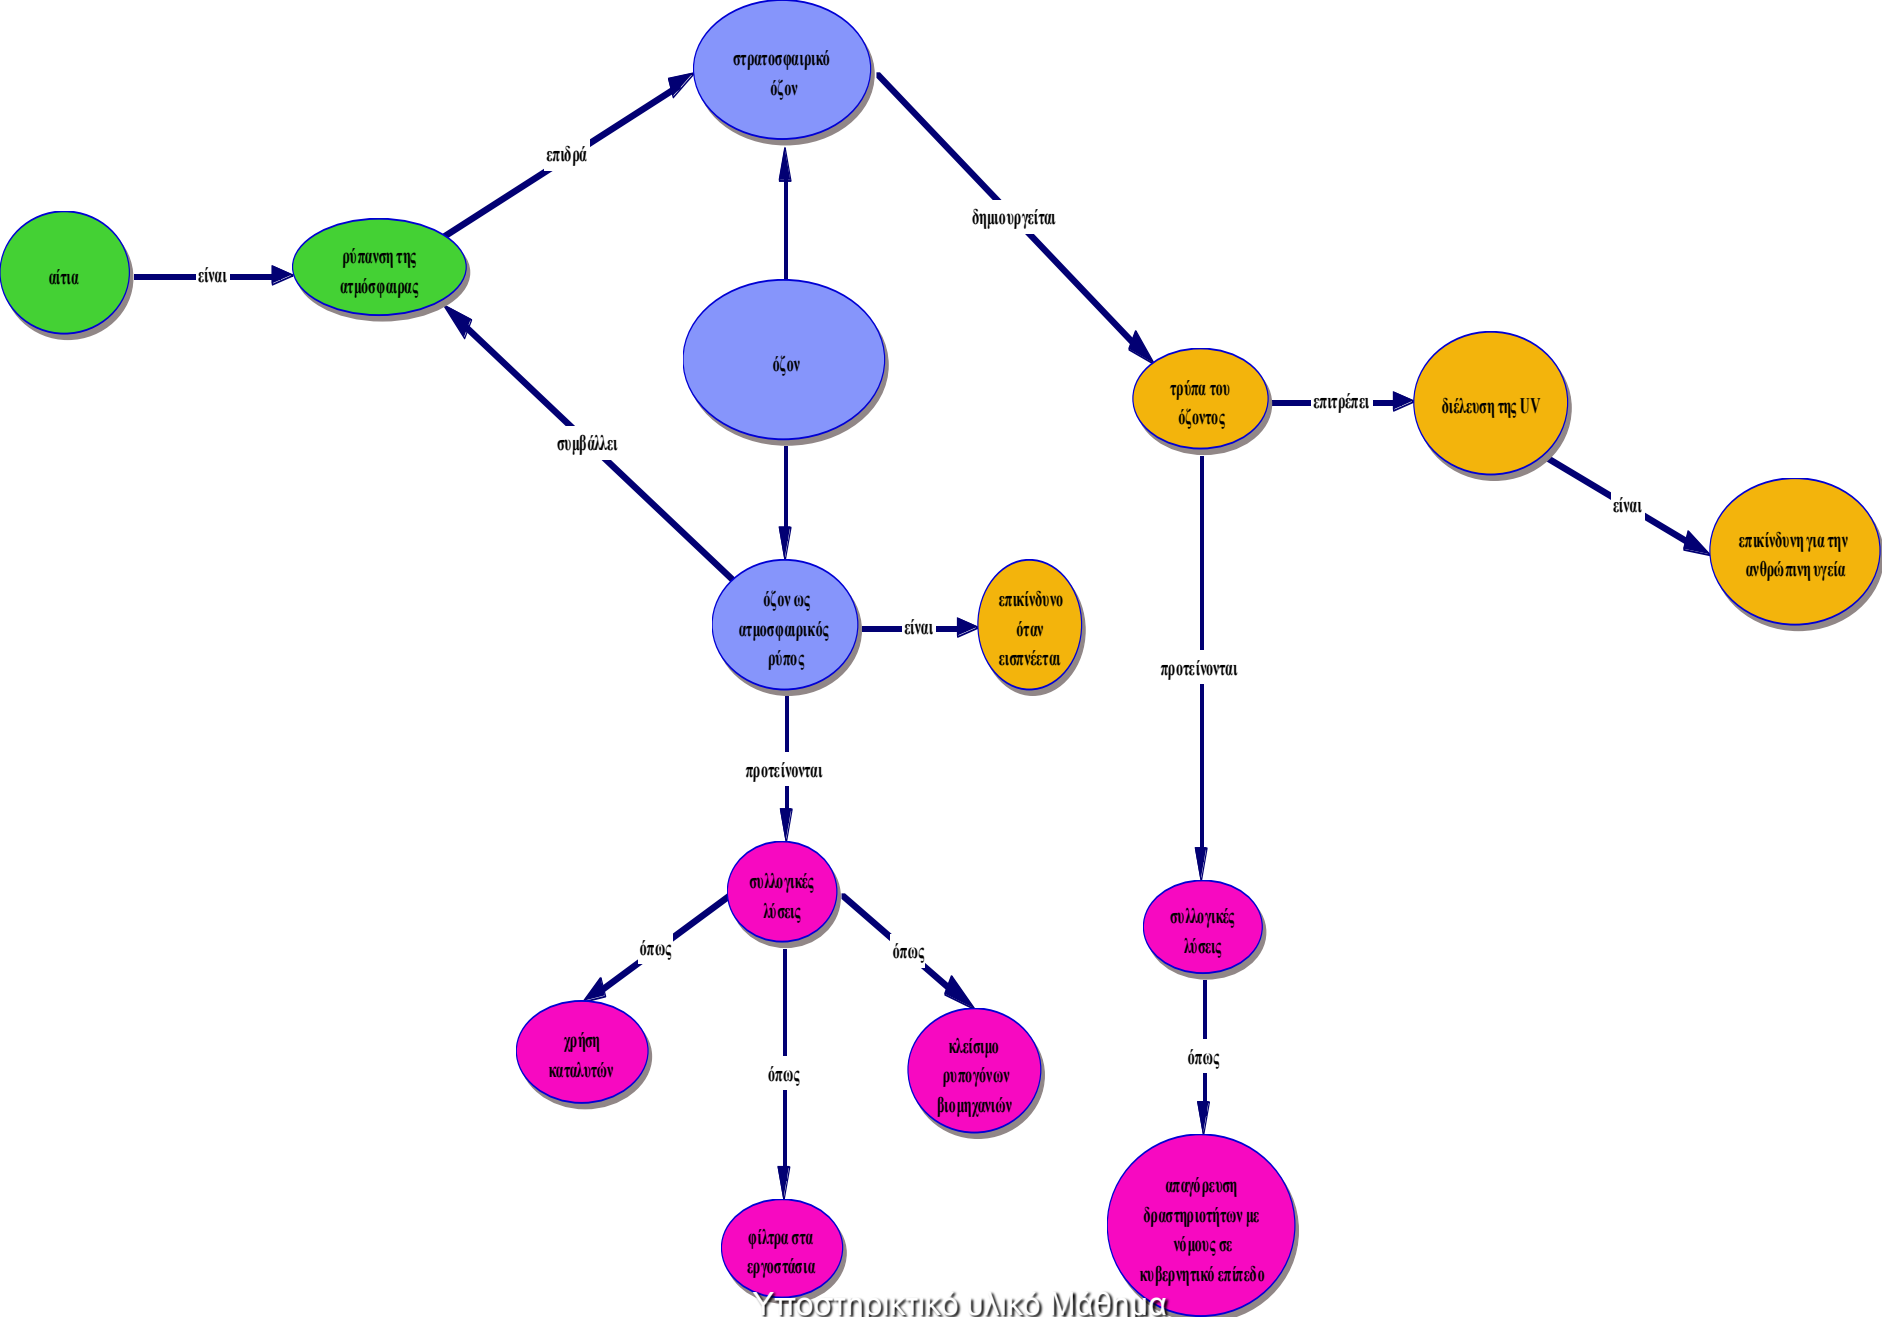 στρατοσφαιρικό
όζον
επιδρά
δημιουργείται
αίτια
είναι
ρύπανση της
ατμόσφαιρας
όζον
τρύπα του
όζοντος
επιτρέπει
διέλευση της UV
συμβάλλει
είναι
επικίνδυνη για την
ανθρώπινη υγεία
όζον ως
ατμοσφαιρικός
ρύπος
είναι
επικίνδυνο
όταν
εισπνέεται
προτείνονται
προτείνονται
συλλογικές
λύσεις
συλλογικές
λύσεις
όπως
όπως
χρήση
καταλυτών
όπως
κλείσιμο
ρυπογόνων
βιομηχανιών
όπως
φίλτρα στα
εργοστάσια
απαγόρευση
δραστηριοτήτων με
νόμους σε
κυβερνητικό επίπεδο
Υποστηρικτικό υλικό Μάθημα